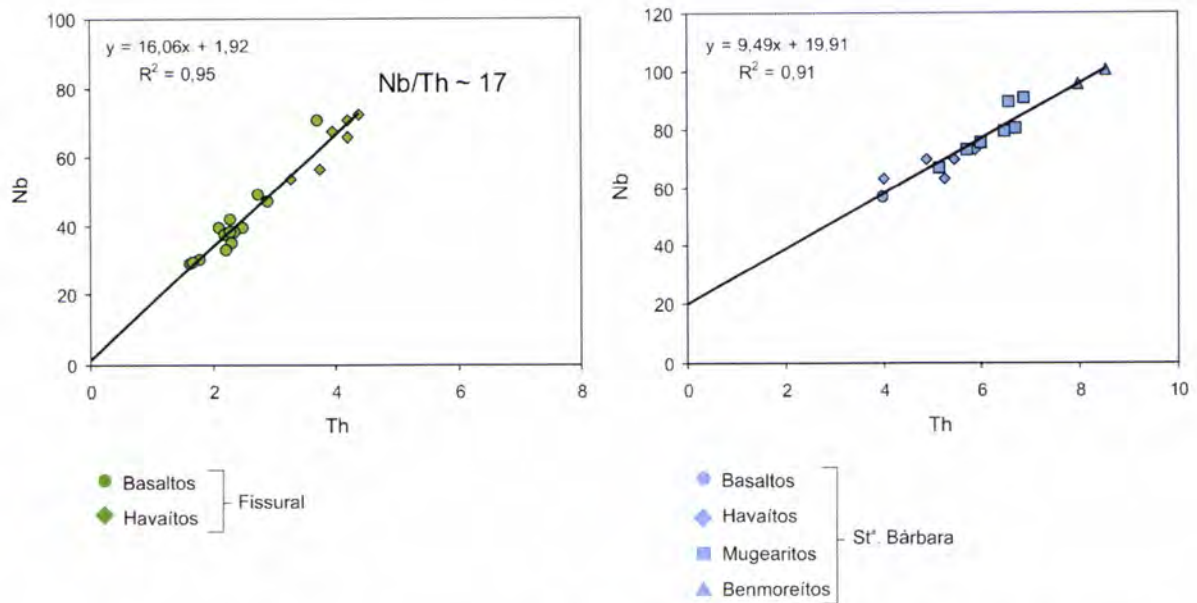 100
80
60
40
20
0
Nb
y = 16,06x + 1,92
R² = 0,95
Nb/Th ~ 17
0 2 4 6 8
Th
Basaltos
Havaítos
Fissural
120
100
80
60
40
20
0
Nb
y = 9,49x + 19,91
R² = 0,91
0 2 4 6 8 10
Th
Basaltos
Havaítos
Mugearitos
Benmoreítos
Stª. Bárbara